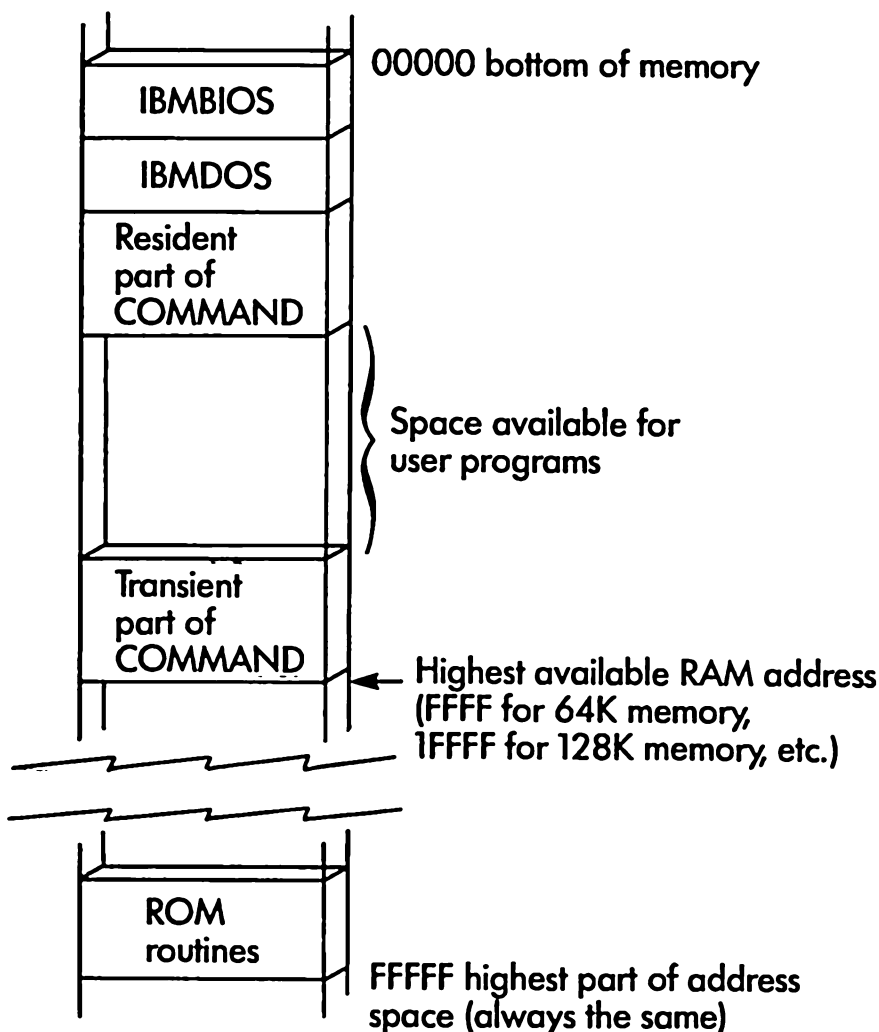 00000 bottom of memory
IBMBIOS
IBMDOS
Resident
part of
COMMAND
Space available for
user programs
Transient
part of
COMMAND
Highest available RAM address
(FFFF for 64K memory,
1FFFF for 128K memory, etc.)
ROM
routines
FFFFF highest part of address
space (always the same)